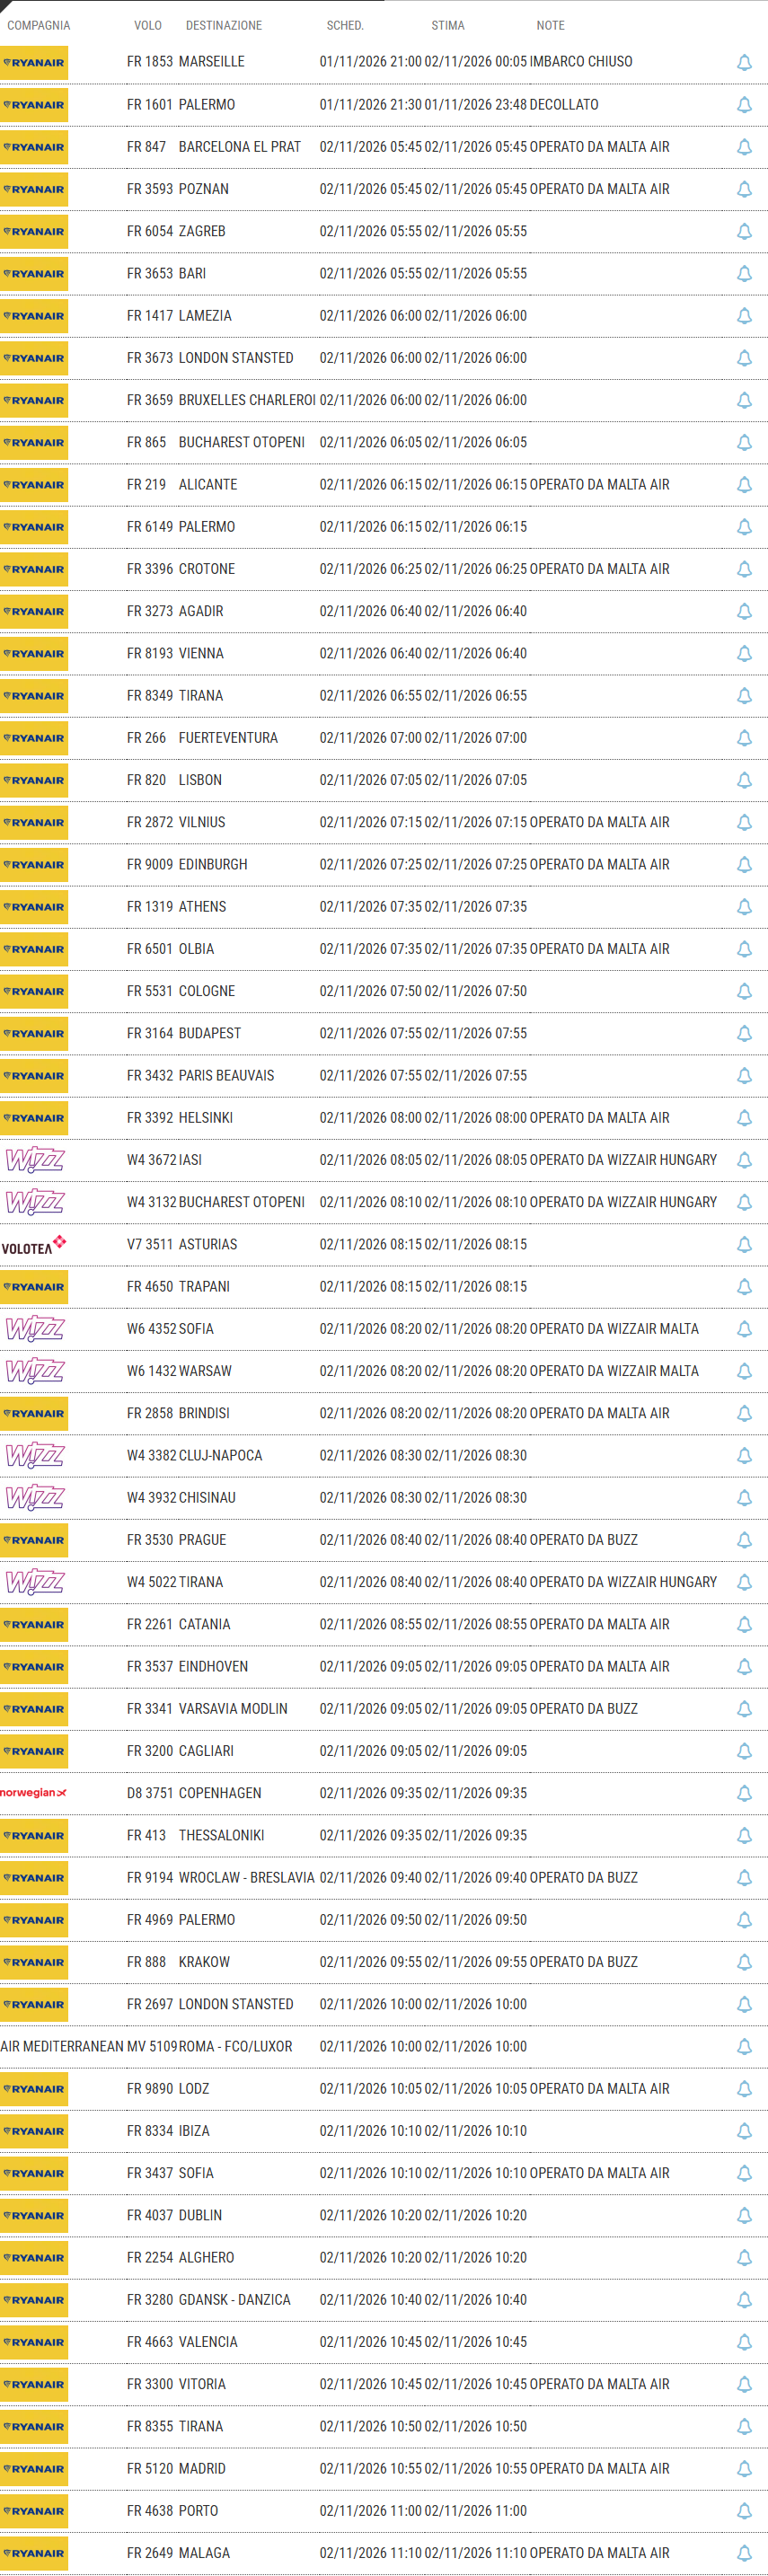 COMPAGNIA VOLO DESTINAZIONE SCHED. STIMA NOTE
RYANAIR FR 1853 MARSEILLE 01/11/2026 21:00 02/11/2026 00:05 IMBARCO CHIUSO
RYANAIR FR 1601 PALERMO 01/11/2026 21:30 01/11/2026 23:48 DECOLLATO
RYANAIR FR 847 BARCELONA EL PRAT 02/11/2026 05:45 02/11/2026 05:45 OPERATO DA MALTA AIR
RYANAIR FR 3593 POZNAN 02/11/2026 05:45 02/11/2026 05:45 OPERATO DA MALTA AIR
RYANAIR FR 6054 ZAGREB 02/11/2026 05:55 02/11/2026 05:55
RYANAIR FR 3653 BARI 02/11/2026 05:55 02/11/2026 05:55
RYANAIR FR 1417 LAMEZIA 02/11/2026 06:00 02/11/2026 06:00
RYANAIR FR 3673 LONDON STANSTED 02/11/2026 06:00 02/11/2026 06:00
RYANAIR FR 3659 BRUXELLES CHARLEROI 02/11/2026 06:00 02/11/2026 06:00
RYANAIR FR 865 BUCHAREST OTOPENI 02/11/2026 06:05 02/11/2026 06:05
RYANAIR FR 219 ALICANTE 02/11/2026 06:15 02/11/2026 06:15 OPERATO DA MALTA AIR
RYANAIR FR 6149 PALERMO 02/11/2026 06:15 02/11/2026 06:15
RYANAIR FR 3396 CROTONE 02/11/2026 06:25 02/11/2026 06:25 OPERATO DA MALTA AIR
RYANAIR FR 3273 AGADIR 02/11/2026 06:40 02/11/2026 06:40
RYANAIR FR 8193 VIENNA 02/11/2026 06:40 02/11/2026 06:40
RYANAIR FR 8349 TIRANA 02/11/2026 06:55 02/11/2026 06:55
RYANAIR FR 266 FUERTEVENTURA 02/11/2026 07:00 02/11/2026 07:00
RYANAIR FR 820 LISBON 02/11/2026 07:05 02/11/2026 07:05
RYANAIR FR 2872 VILNIUS 02/11/2026 07:15 02/11/2026 07:15 OPERATO DA MALTA AIR
RYANAIR FR 9009 EDINBURGH 02/11/2026 07:25 02/11/2026 07:25 OPERATO DA MALTA AIR
RYANAIR FR 1319 ATHENS 02/11/2026 07:35 02/11/2026 07:35
RYANAIR FR 6501 OLBIA 02/11/2026 07:35 02/11/2026 07:35 OPERATO DA MALTA AIR
RYANAIR FR 5531 COLOGNE 02/11/2026 07:50 02/11/2026 07:50
RYANAIR FR 3164 BUDAPEST 02/11/2026 07:55 02/11/2026 07:55
RYANAIR FR 3432 PARIS BEAUVAIS 02/11/2026 07:55 02/11/2026 07:55
RYANAIR FR 3392 HELSINKI 02/11/2026 08:00 02/11/2026 08:00 OPERATO DA MALTA AIR
WIZZ W4 3672 IASI 02/11/2026 08:05 02/11/2026 08:05 OPERATO DA WIZZAIR HUNGARY
WIZZ W4 3132 BUCHAREST OTOPENI 02/11/2026 08:10 02/11/2026 08:10 OPERATO DA WIZZAIR HUNGARY
VOLOTEA V7 3511 ASTURIAS 02/11/2026 08:15 02/11/2026 08:15
RYANAIR FR 4650 TRAPANI 02/11/2026 08:15 02/11/2026 08:15
WIZZ W6 4352 SOFIA 02/11/2026 08:20 02/11/2026 08:20 OPERATO DA WIZZAIR MALTA
WIZZ W6 1432 WARSAW 02/11/2026 08:20 02/11/2026 08:20 OPERATO DA WIZZAIR MALTA
RYANAIR FR 2858 BRINDISI 02/11/2026 08:20 02/11/2026 08:20 OPERATO DA MALTA AIR
WIZZ W4 3382 CLUJ-NAPOCA 02/11/2026 08:30 02/11/2026 08:30
WIZZ W4 3932 CHISINAU 02/11/2026 08:30 02/11/2026 08:30
RYANAIR FR 3530 PRAGUE 02/11/2026 08:40 02/11/2026 08:40 OPERATO DA BUZZ
WIZZ W4 5022 TIRANA 02/11/2026 08:40 02/11/2026 08:40 OPERATO DA WIZZAIR HUNGARY
RYANAIR FR 2261 CATANIA 02/11/2026 08:55 02/11/2026 08:55 OPERATO DA MALTA AIR
RYANAIR FR 3537 EINDHOVEN 02/11/2026 09:05 02/11/2026 09:05 OPERATO DA MALTA AIR
RYANAIR FR 3341 VARSAVIA MODLIN 02/11/2026 09:05 02/11/2026 09:05 OPERATO DA BUZZ
RYANAIR FR 3200 CAGLIARI 02/11/2026 09:05 02/11/2026 09:05
norwegian D8 3751 COPENHAGEN 02/11/2026 09:35 02/11/2026 09:35
RYANAIR FR 413 THESSALONIKI 02/11/2026 09:35 02/11/2026 09:35
RYANAIR FR 9194 WROCLAW - BRESLAVIA 02/11/2026 09:40 02/11/2026 09:40 OPERATO DA BUZZ
RYANAIR FR 4969 PALERMO 02/11/2026 09:50 02/11/2026 09:50
RYANAIR FR 888 KRAKOW 02/11/2026 09:55 02/11/2026 09:55 OPERATO DA BUZZ
RYANAIR FR 2697 LONDON STANSTED 02/11/2026 10:00 02/11/2026 10:00
AIR MEDITERRANEAN MV 5109 ROMA - FCO/LUXOR 02/11/2026 10:00 02/11/2026 10:00
RYANAIR FR 9890 LODZ 02/11/2026 10:05 02/11/2026 10:05 OPERATO DA MALTA AIR
RYANAIR FR 8334 IBIZA 02/11/2026 10:10 02/11/2026 10:10
RYANAIR FR 3437 SOFIA 02/11/2026 10:10 02/11/2026 10:10 OPERATO DA MALTA AIR
RYANAIR FR 4037 DUBLIN 02/11/2026 10:20 02/11/2026 10:20
RYANAIR FR 2254 ALGHERO 02/11/2026 10:20 02/11/2026 10:20
RYANAIR FR 3280 GDANSK - DANZICA 02/11/2026 10:40 02/11/2026 10:40
RYANAIR FR 4663 VALENCIA 02/11/2026 10:45 02/11/2026 10:45
RYANAIR FR 3300 VITORIA 02/11/2026 10:45 02/11/2026 10:45 OPERATO DA MALTA AIR
RYANAIR FR 8355 TIRANA 02/11/2026 10:50 02/11/2026 10:50
RYANAIR FR 5120 MADRID 02/11/2026 10:55 02/11/2026 10:55 OPERATO DA MALTA AIR
RYANAIR FR 4638 PORTO 02/11/2026 11:00 02/11/2026 11:00
RYANAIR FR 2649 MALAGA 02/11/2026 11:10 02/11/2026 11:10 OPERATO DA MALTA AIR